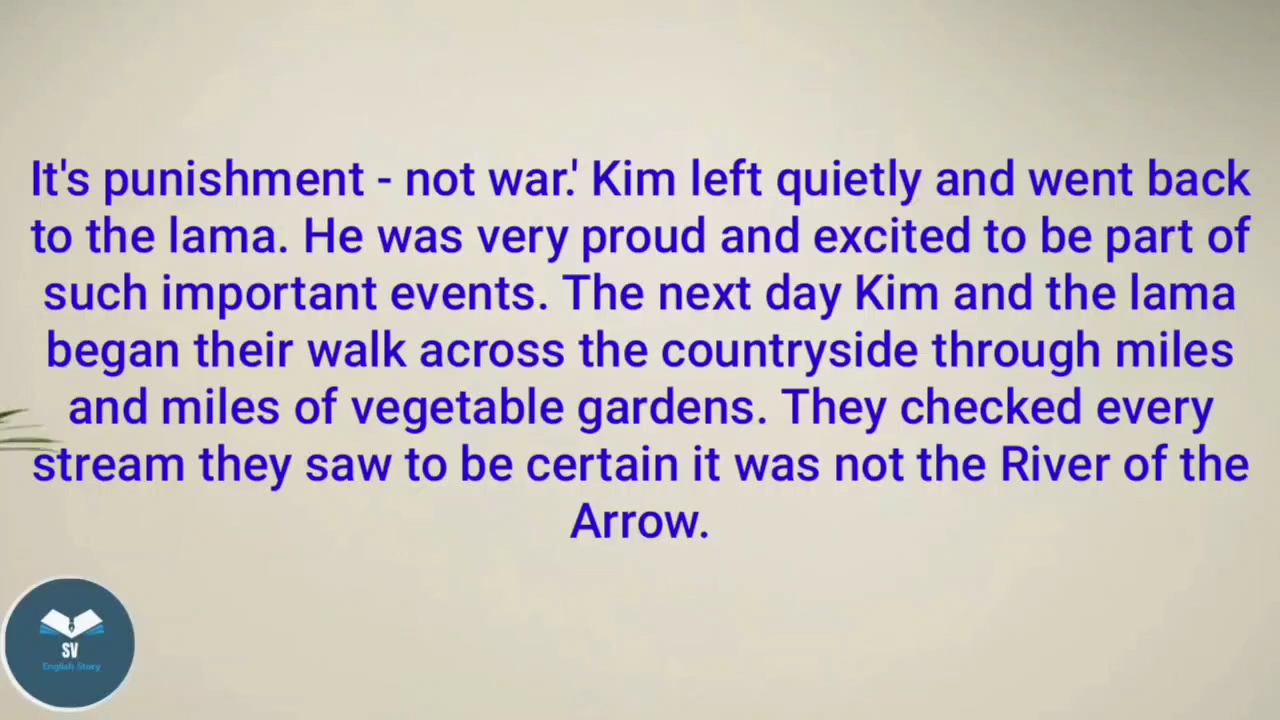 It's punishment - not war.' Kim left quietly and went back
to the lama. He was very proud and excited to be part of
such important events. The next day Kim and the lama
began their walk across the countryside through miles
and miles of vegetable gardens. They checked every
stream they saw to be certain it was not the River of the
Arrow.
SV
English Story